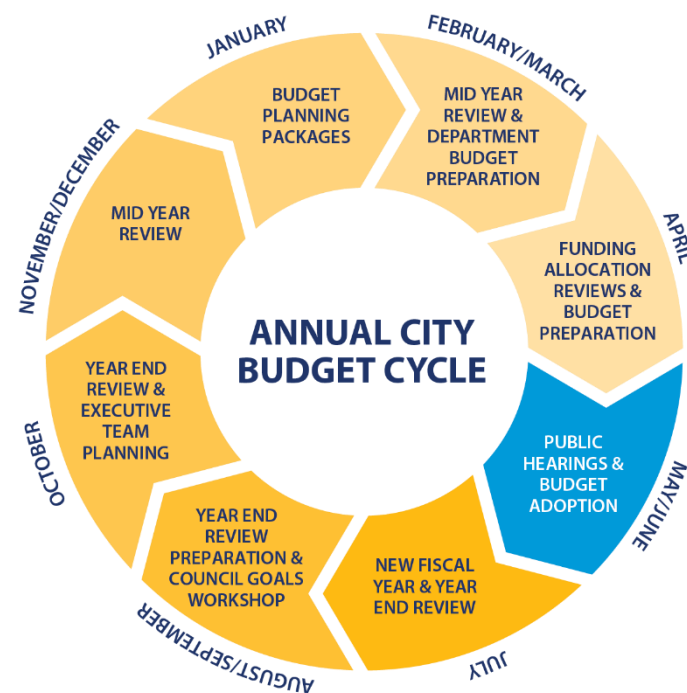 ANNUAL CITY
BUDGET CYCLE
JANUARY
BUDGET
PLANNING
PACKAGES
FEBRUARY/MARCH
MID YEAR
REVIEW &
DEPARTMENT
BUDGET
PREPARATION
APRIL
FUNDING
ALLOCATION
REVIEWS &
BUDGET
PREPARATION
MAY/JUNE
PUBLIC
HEARINGS &
BUDGET
ADOPTION
JULY
NEW FISCAL
YEAR & YEAR
END REVIEW
AUGUST/SEPTEMBER
YEAR END
REVIEW
PREPARATION &
COUNCIL GOALS
WORKSHOP
OCTOBER
YEAR END
REVIEW &
EXECUTIVE
TEAM
PLANNING
NOVEMBER/DECEMBER
MID YEAR
REVIEW